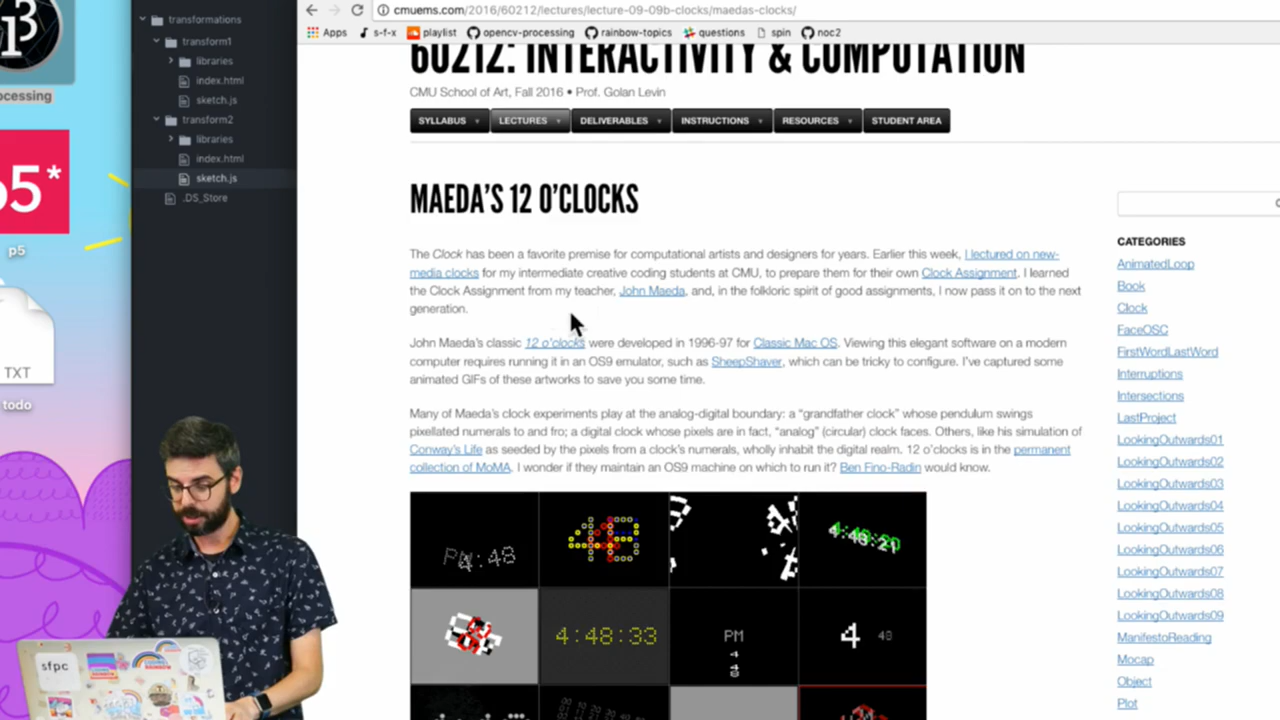 transformations
transform1
libraries
index.html
sketch.js
transform2
libraries
index.html
sketch.js
.DS_Store
p5
TXT
todo
sfpc
cmuems.com/2016/60212/lectures/lecture-09-09b-clocks/maedas-clocks/
Apps s-f-x playlist opencv-processing rainbow-topics questions spin noc2
60212: INTERACTIVITY & COMPUTATION
CMU School of Art, Fall 2016 • Prof. Golan Levin
SYLLABUS LECTURES DELIVERABLES INSTRUCTIONS RESOURCES STUDENT AREA
MAEDA'S 12 O'CLOCKS
The Clock has been a favorite premise for computational artists and designers for years. Earlier this week, I lectured on new-
media clocks for my intermediate creative coding students at CMU, to prepare them for their own Clock Assignment. I learned
the Clock Assignment from my teacher, John Maeda, and, in the folkloric spirit of good assignments, I now pass it on to the next
generation.
John Maeda's classic 12 o'clocks were developed in 1996-97 for Classic Mac OS. Viewing this elegant software on a modern
computer requires running it in an OS9 emulator, such as SheepShaver, which can be tricky to configure. I've captured some
animated GIFs of these artworks to save you some time.
Many of Maeda's clock experiments play at the analog-digital boundary: a “grandfather clock” whose pendulum swings
pixellated numerals to and fro; a digital clock whose pixels are in fact, “analog” (circular) clock faces. Others, like his simulation of
Conway's Life as seeded by the pixels from a clock's numerals, wholly inhabit the digital realm. 12 o'clocks is in the permanent
collection of MoMA. I wonder if they maintain an OS9 machine on which to run it? Ben Fino-Radin would know.
48
4:48:21
4:48:33
PM
4
48
4 48
CATEGORIES
AnimatedLoop
Book
Clock
FaceOSC
FirstWordLastWord
Interruptions
Intersections
LastProject
LookingOutwards01
LookingOutwards02
LookingOutwards03
LookingOutwards04
LookingOutwards05
LookingOutwards06
LookingOutwards07
LookingOutwards08
LookingOutwards09
ManifestoReading
Mocap
Object
Plot